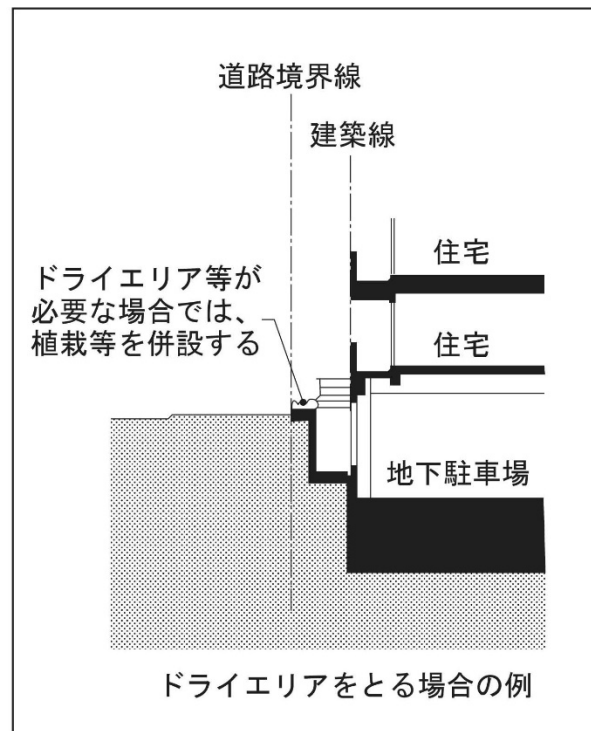 道路境界線
建築線
住宅
ドライエリア等が
必要な場合では、
植栽等を併設する
住宅
地下駐車場
ドライエリアをとる場合の例